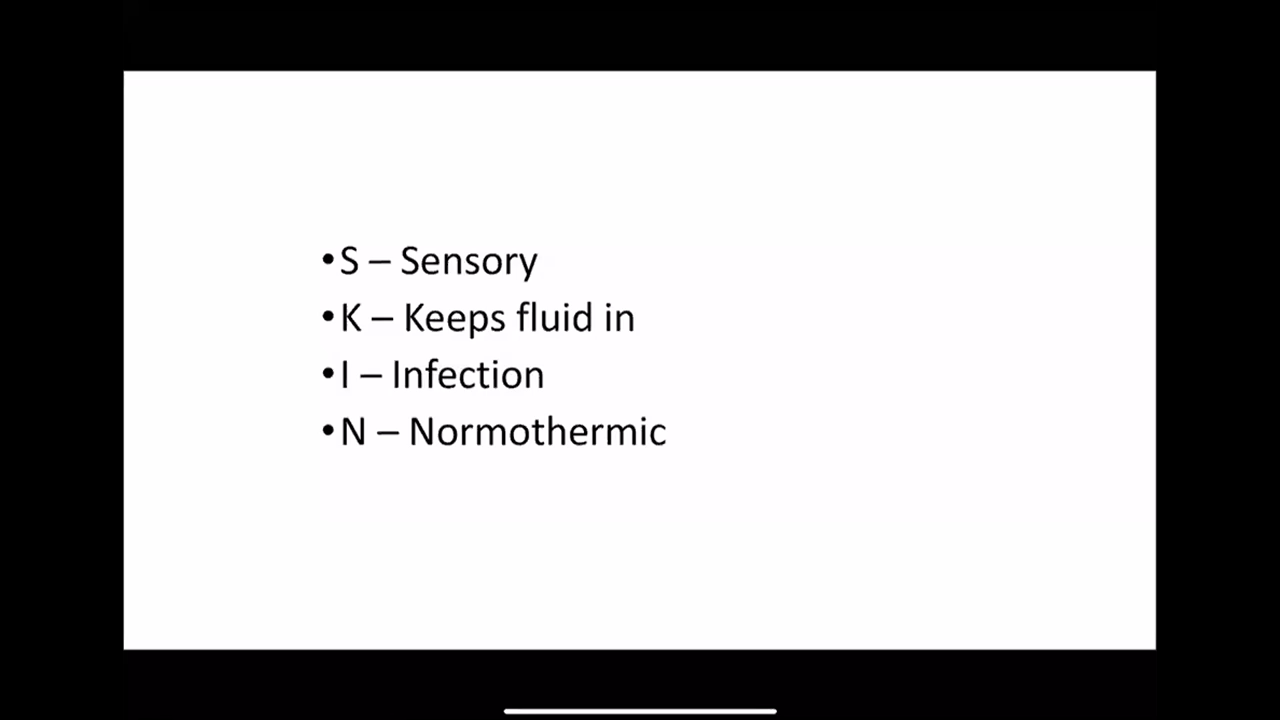 •S – Sensory
•K – Keeps fluid in
•I – Infection
•N – Normothermic